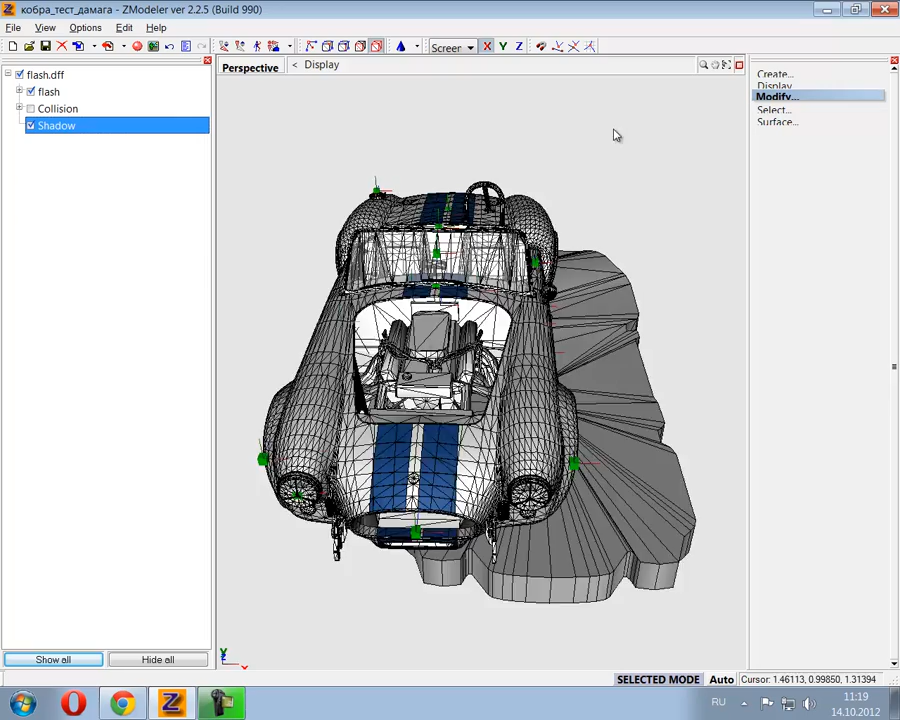 кобра_тест_дамага - ZModeler ver 2.2.5 (Build 990)
File View Options Edit Help
Screen X Y Z
flash.dff
flash
Collision
Shadow
Perspective < Display
Create...
Display
Modify...
Select...
Surface...
Show all Hide all
SELECTED MODE Auto Cursor: 1.46113, 0.99850, 1.31394
RU 11:19
14.10.2012